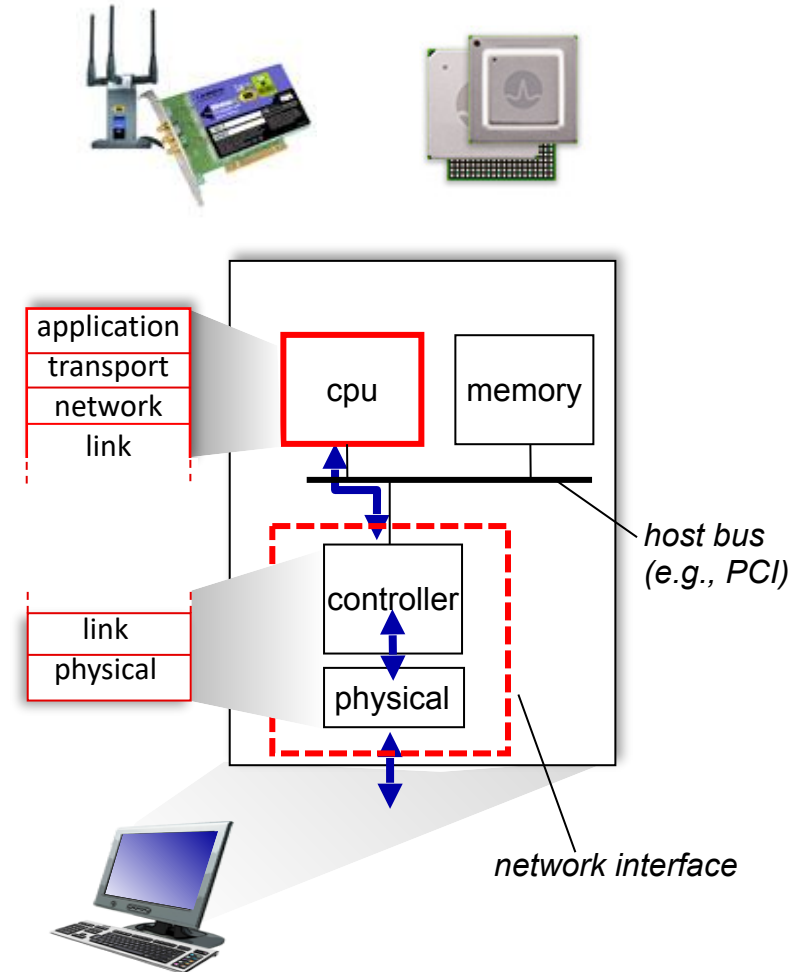 application
transport
network
link
cpu
memory
host bus
(e.g., PCI)
controller
link
physical
physical
network interface